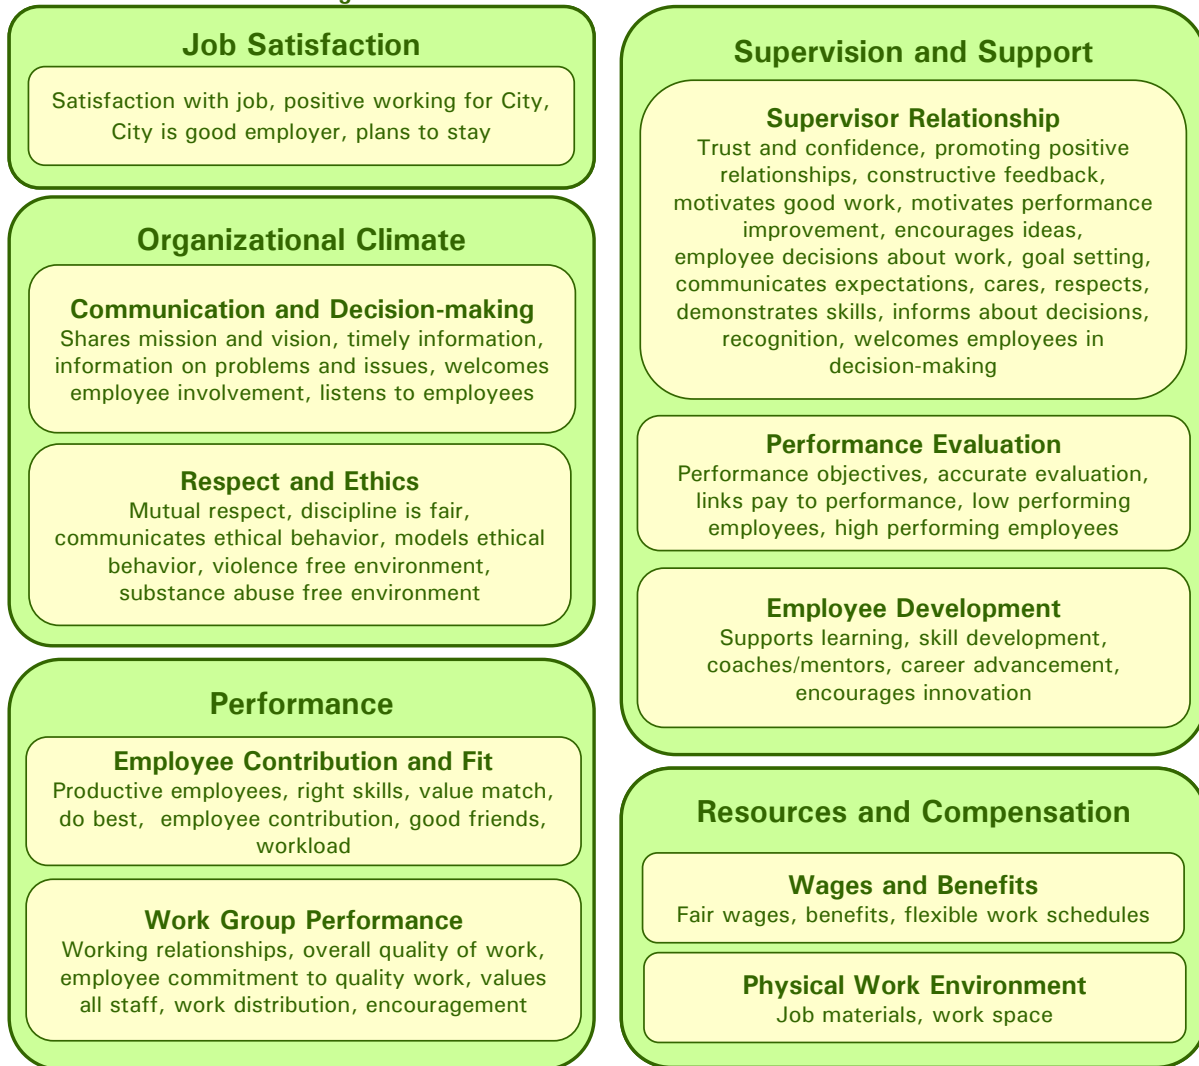 Job Satisfaction
Satisfaction with job, positive working for City,
City is good employer, plans to stay
Organizational Climate
Communication and Decision-making
Shares mission and vision, timely information,
information on problems and issues, welcomes
employee involvement, listens to employees
Respect and Ethics
Mutual respect, discipline is fair,
communicates ethical behavior, models ethical
behavior, violence free environment,
substance abuse free environment
Performance
Employee Contribution and Fit
Productive employees, right skills, value match,
do best,  employee contribution, good friends,
workload
Work Group Performance
Working relationships, overall quality of work,
employee commitment to quality work, values
all staff, work distribution, encouragement
Supervision and Support
Supervisor Relationship
Trust and confidence, promoting positive
relationships, constructive feedback,
motivates good work, motivates performance
improvement, encourages ideas,
employee decisions about work, goal setting,
communicates expectations, cares, respects,
demonstrates skills, informs about decisions,
recognition, welcomes employees in
decision-making
Performance Evaluation
Performance objectives, accurate evaluation,
links pay to performance, low performing
employees, high performing employees
Employee Development
Supports learning, skill development,
coaches/mentors, career advancement,
encourages innovation
Resources and Compensation
Wages and Benefits
Fair wages, benefits, flexible work schedules
Physical Work Environment
Job materials, work space